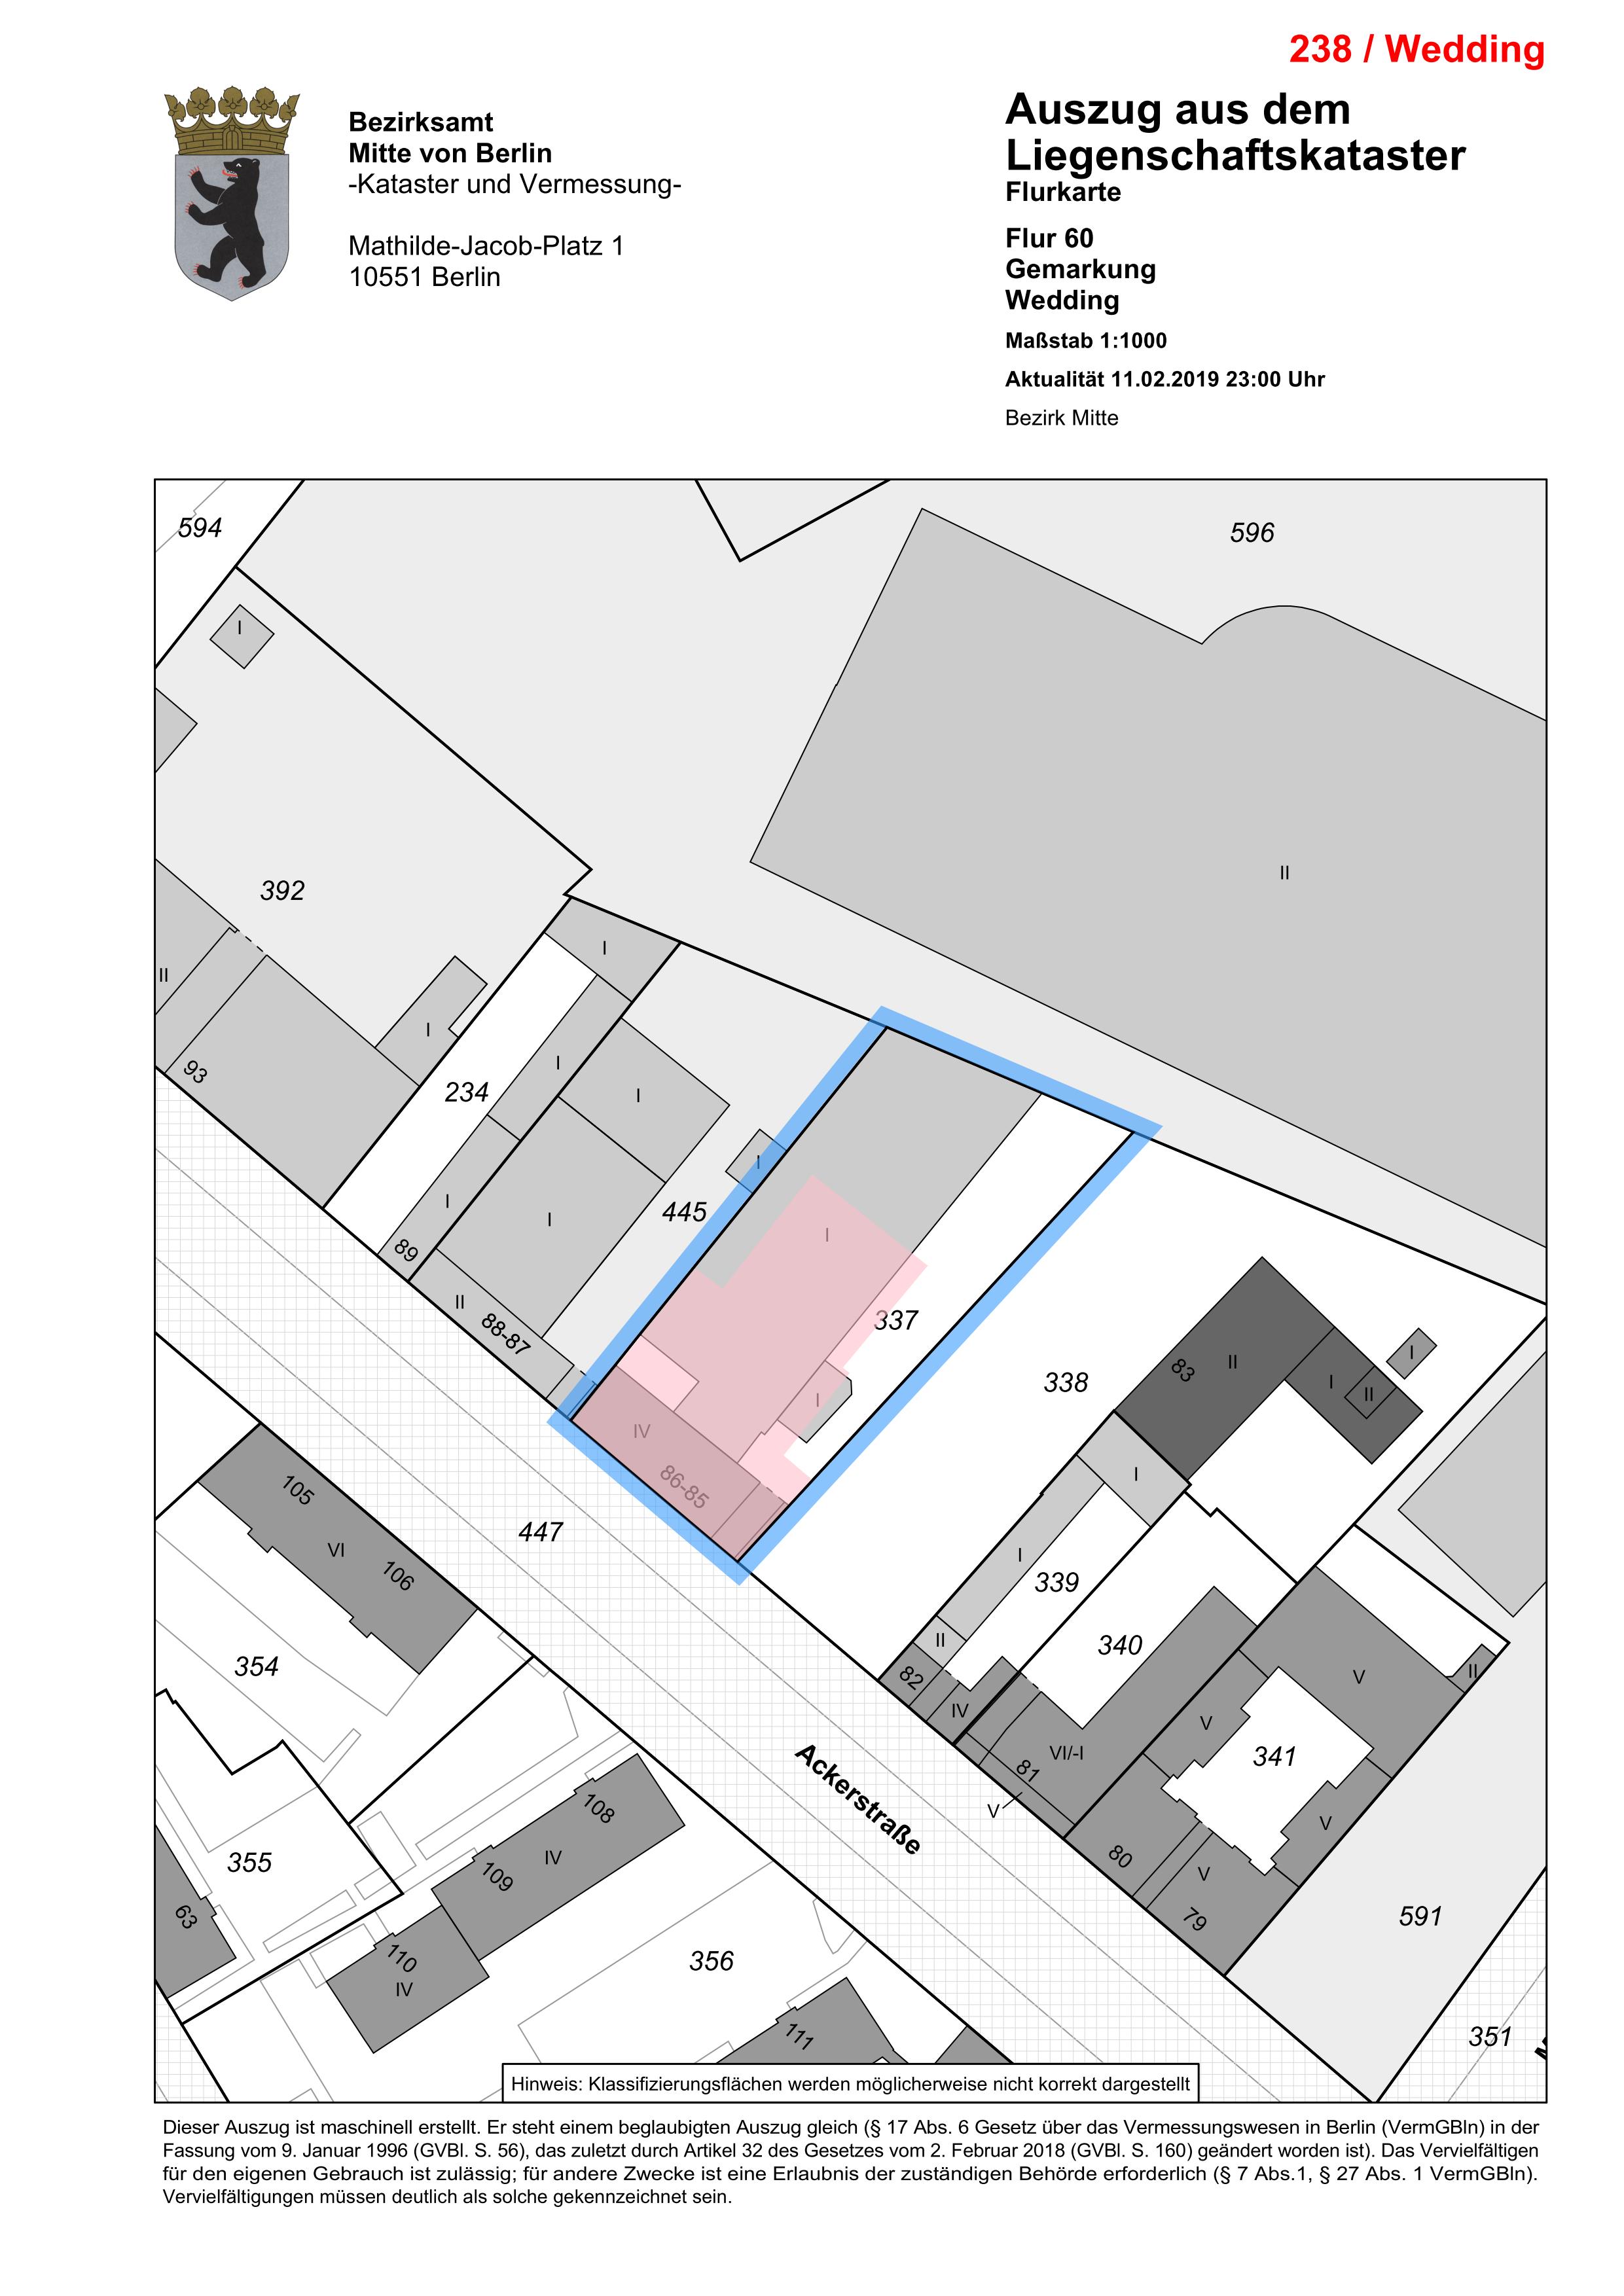 238 / Wedding
Bezirksamt
Mitte von Berlin
-Kataster und Vermessung-
Mathilde-Jacob-Platz 1
10551 Berlin
Auszug aus dem
Liegenschaftskataster
Flurkarte
Flur 60
Gemarkung
Wedding
Maßstab 1:1000
Aktualität 11.02.2019 23:00 Uhr
Bezirk Mitte
594
596
I
II
392
I
II
I
93
I
234
I
I
445
I
I
I
89
I
337
II
88-87
338
83
II
I
II
I
I
IV
86-85
I
105
447
VI
106
I
339
340
II
354
82
V
II
IV
V
VI/-I
341
Ackerstraße
81
V
108
V
IV
355
80
109
V
63
79
591
110
356
IV
111
351
Hinweis: Klassifizierungsflächen werden möglicherweise nicht korrekt dargestellt
Dieser Auszug ist maschinell erstellt. Er steht einem beglaubigten Auszug gleich (§ 17 Abs. 6 Gesetz über das Vermessungswesen in Berlin (VermGBln) in der
Fassung vom 9. Januar 1996 (GVBl. S. 56), das zuletzt durch Artikel 32 des Gesetzes vom 2. Februar 2018 (GVBl. S. 160) geändert worden ist). Das Vervielfältigen
für den eigenen Gebrauch ist zulässig; für andere Zwecke ist eine Erlaubnis der zuständigen Behörde erforderlich (§ 7 Abs.1, § 27 Abs. 1 VermGBln).
Vervielfältigungen müssen deutlich als solche gekennzeichnet sein.